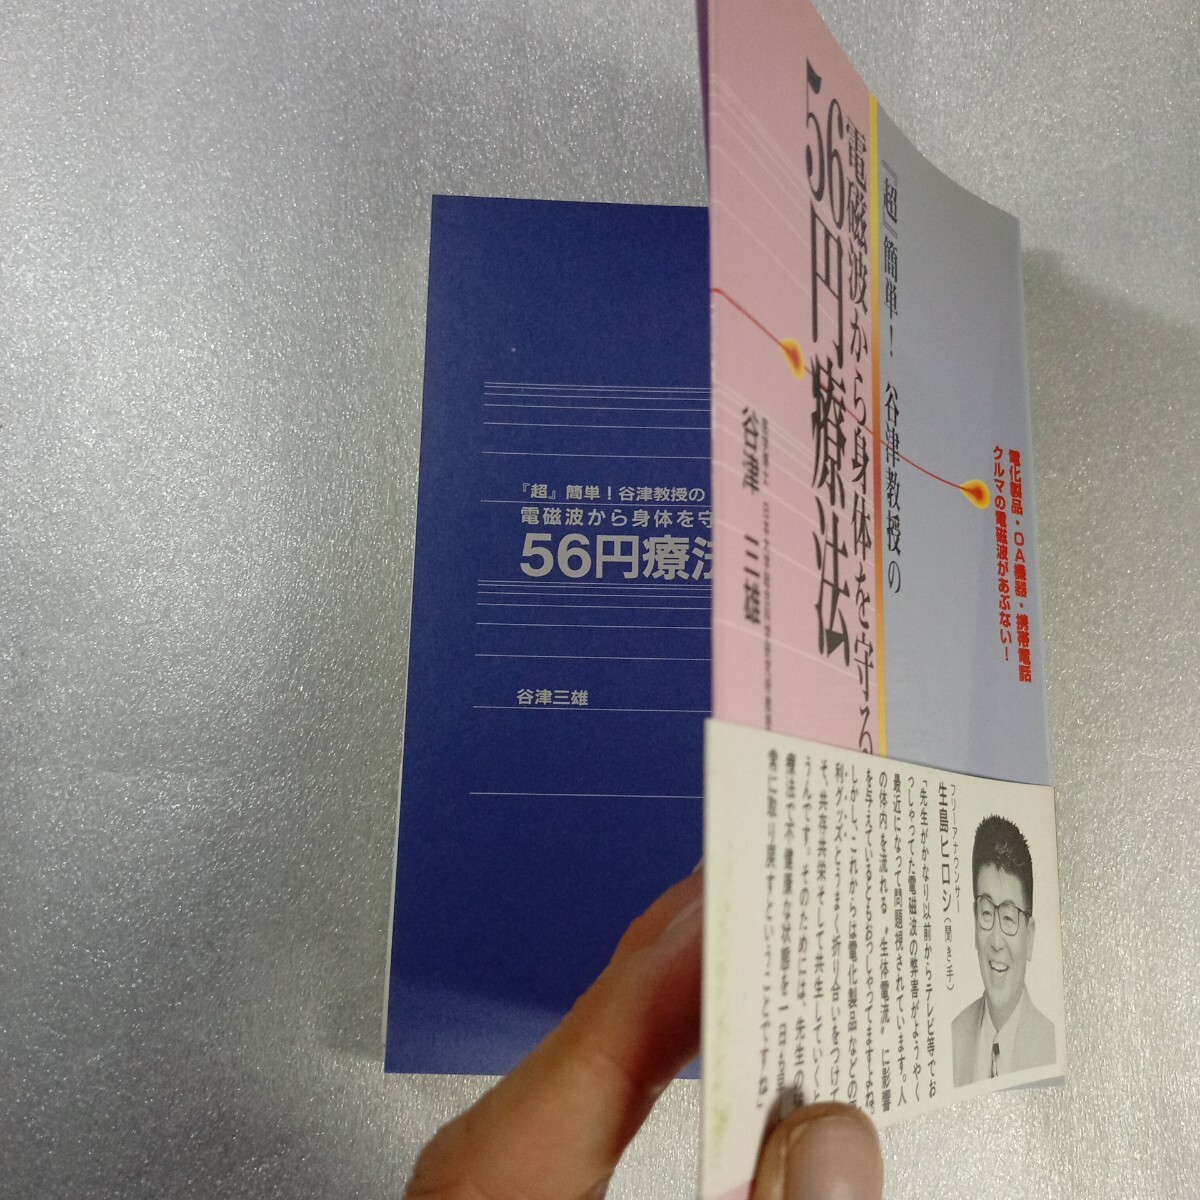 電化製品・OA機器・携帯電話
クルマの電磁波があぶない！
『超』簡単！ 谷津教授の
電磁波から身体を守る
56円療法
谷津 三雄
フリーアナウンサー
生島ヒロシ（聞き手）
「先生がかなり以前からテレビ等でお
っしゃってた電磁波の弊害がようやく
最近になって問題視されています。人
の体内を流れる“生体電流”に影響
を与えているともおっしゃってますよね。
しかし、これからは電化製品などの
利グッズとうまく折り合いをつけて
そ、共存共栄そして共生していくと
うんです。そのためには、先生の
療法で不健康な状態を
常に取り戻すということですね」
『超』簡単！谷津教授の
電磁波から身体を守
56円療法
谷津三雄